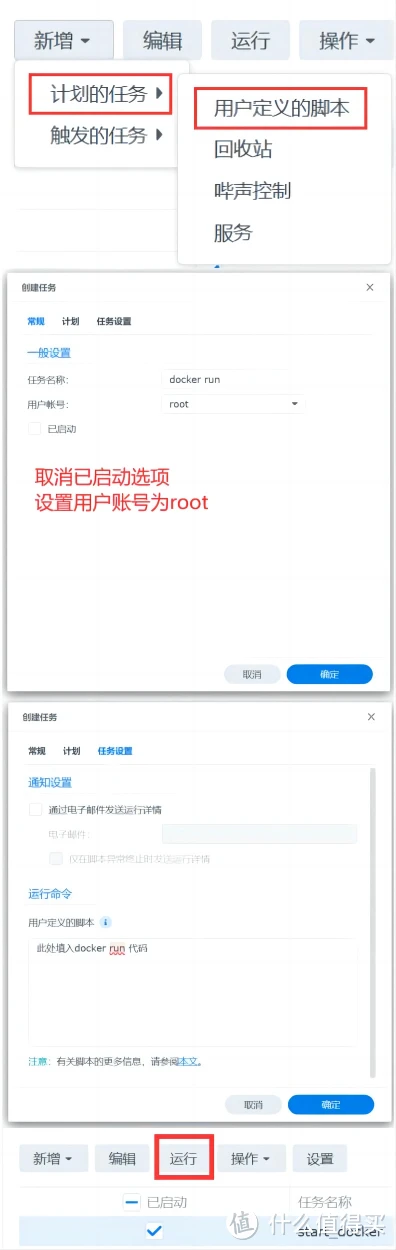 新增 编辑 运行 操作
计划的任务
触发的任务
用户定义的脚本
回收站
哔声控制
服务
创建任务
常规 计划 任务设置
一般设置
任务名称: docker run
用户帐号: root
已启动
取消已启动选项
设置用户账号为root
取消 确定
创建任务
常规 计划 任务设置
通知设置
通过电子邮件发送运行详情
电子邮件:
仅在脚本异常终止时发送运行详情
运行命令
用户定义的脚本
此处填入docker run 代码
注意: 有关脚本的更多信息，请参阅本文。
取消 确定
新增 编辑 运行 操作 设置
已启动 任务名称
start_docker
值 什么值得买